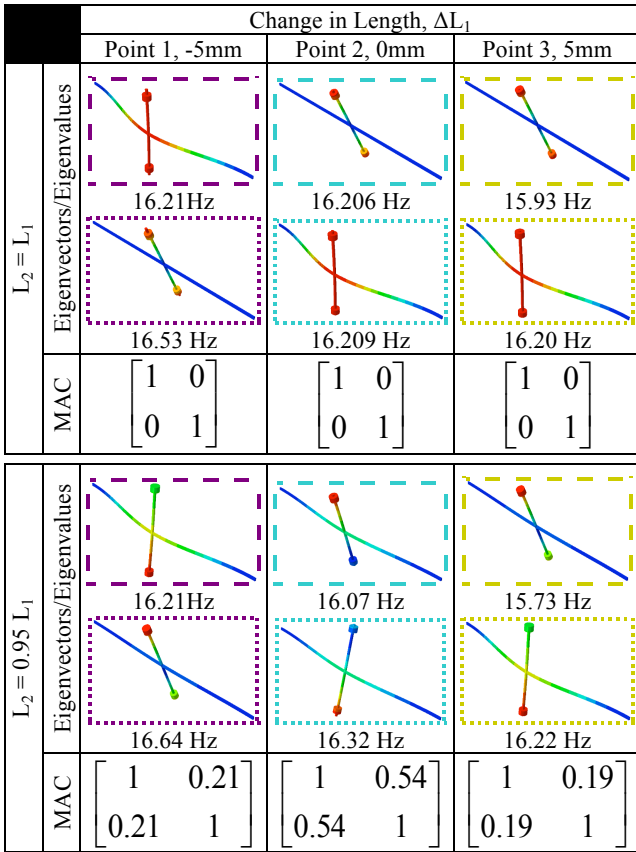 Change in Length, ΔL₁
Point 1, -5mm Point 2, 0mm Point 3, 5mm
L₂ = L₁
Eigenvectors/Eigenvalues
16.21Hz 16.206 Hz 15.93 Hz
16.53 Hz 16.209 Hz 16.20 Hz
MAC
1 0 1 0 1 0
0 1 0 1 0 1
L₂ = 0.95 L₁
Eigenvectors/Eigenvalues
16.21Hz 16.07 Hz 15.73 Hz
16.64 Hz 16.32 Hz 16.22 Hz
MAC
1 0.21 1 0.54 1 0.19
0.21 1 0.54 1 0.19 1